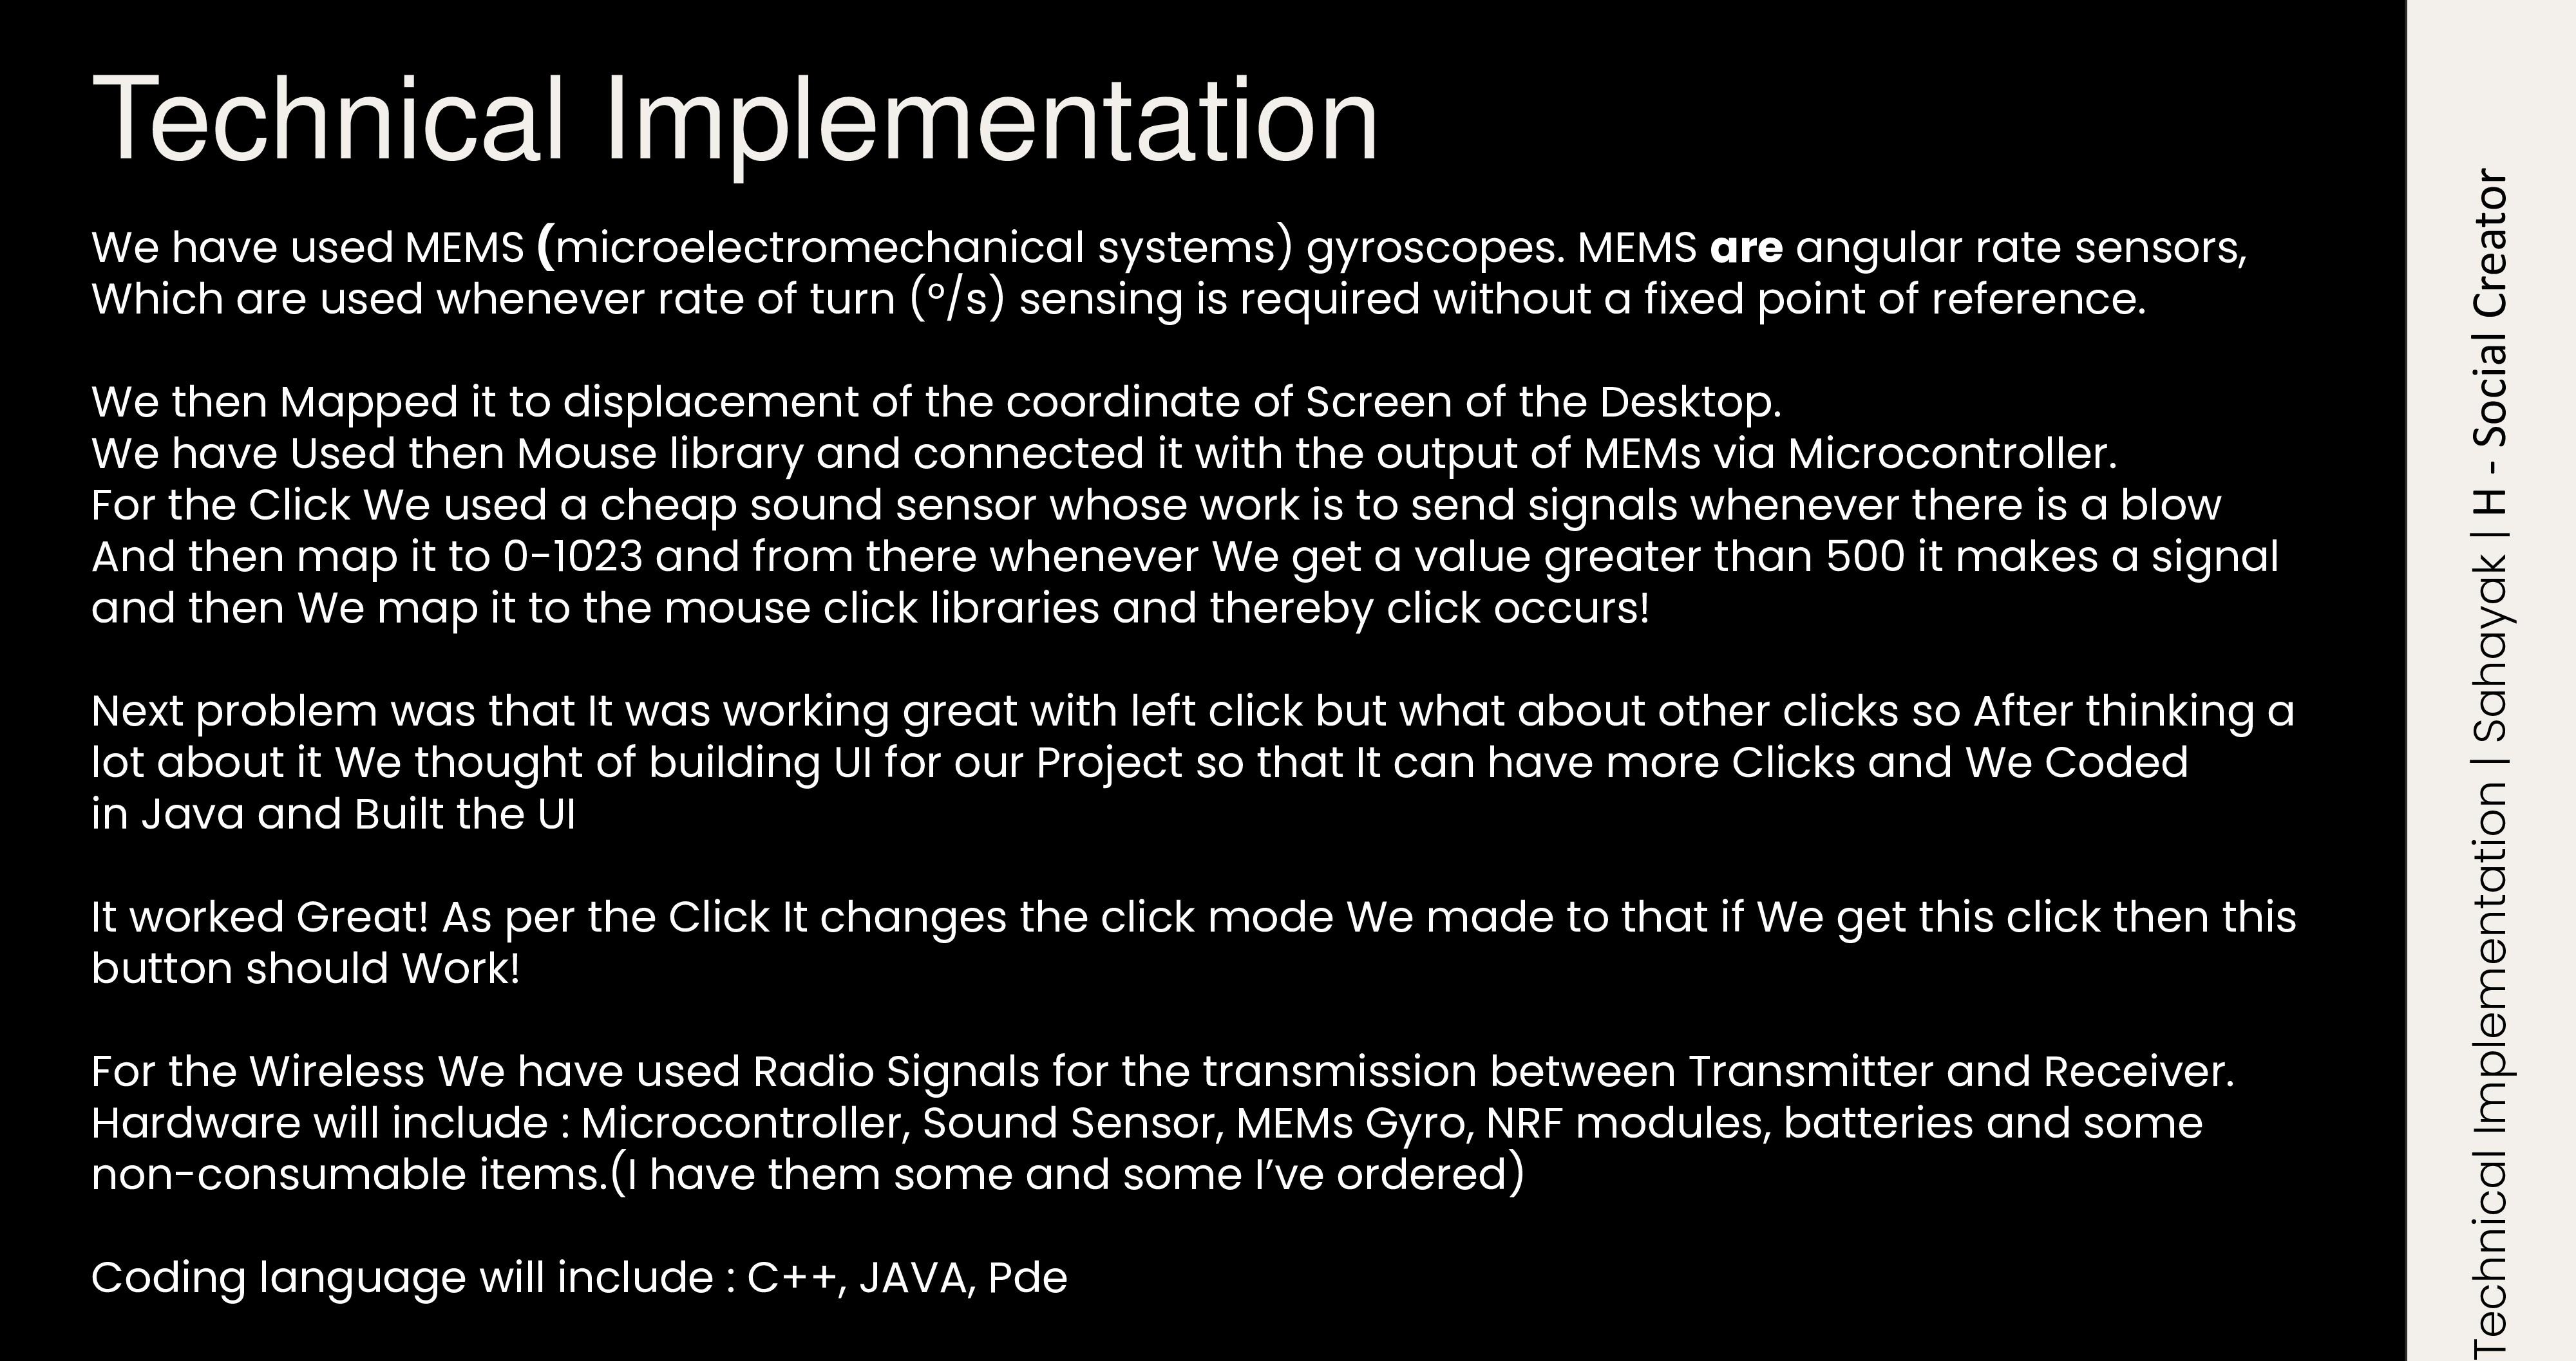 Technical Implementation
We have used MEMS (microelectromechanical systems) gyroscopes. MEMS are angular rate sensors,
Which are used whenever rate of turn (°/s) sensing is required without a fixed point of reference.
We then Mapped it to displacement of the coordinate of Screen of the Desktop.
We have Used then Mouse library and connected it with the output of MEMs via Microcontroller.
For the Click We used a cheap sound sensor whose work is to send signals whenever there is a blow
And then map it to 0-1023 and from there whenever We get a value greater than 500 it makes a signal
and then We map it to the mouse click libraries and thereby click occurs!
Next problem was that It was working great with left click but what about other clicks so After thinking a
lot about it We thought of building UI for our Project so that It can have more Clicks and We Coded
in Java and Built the UI
It worked Great! As per the Click It changes the click mode We made to that if We get this click then this
button should Work!
For the Wireless We have used Radio Signals for the transmission between Transmitter and Receiver.
Hardware will include : Microcontroller, Sound Sensor, MEMs Gyro, NRF modules, batteries and some
non-consumable items.(I have them some and some I’ve ordered)
Coding language will include : C++, JAVA, Pde
Technical Implementation | Sahayak | H - Social Creator